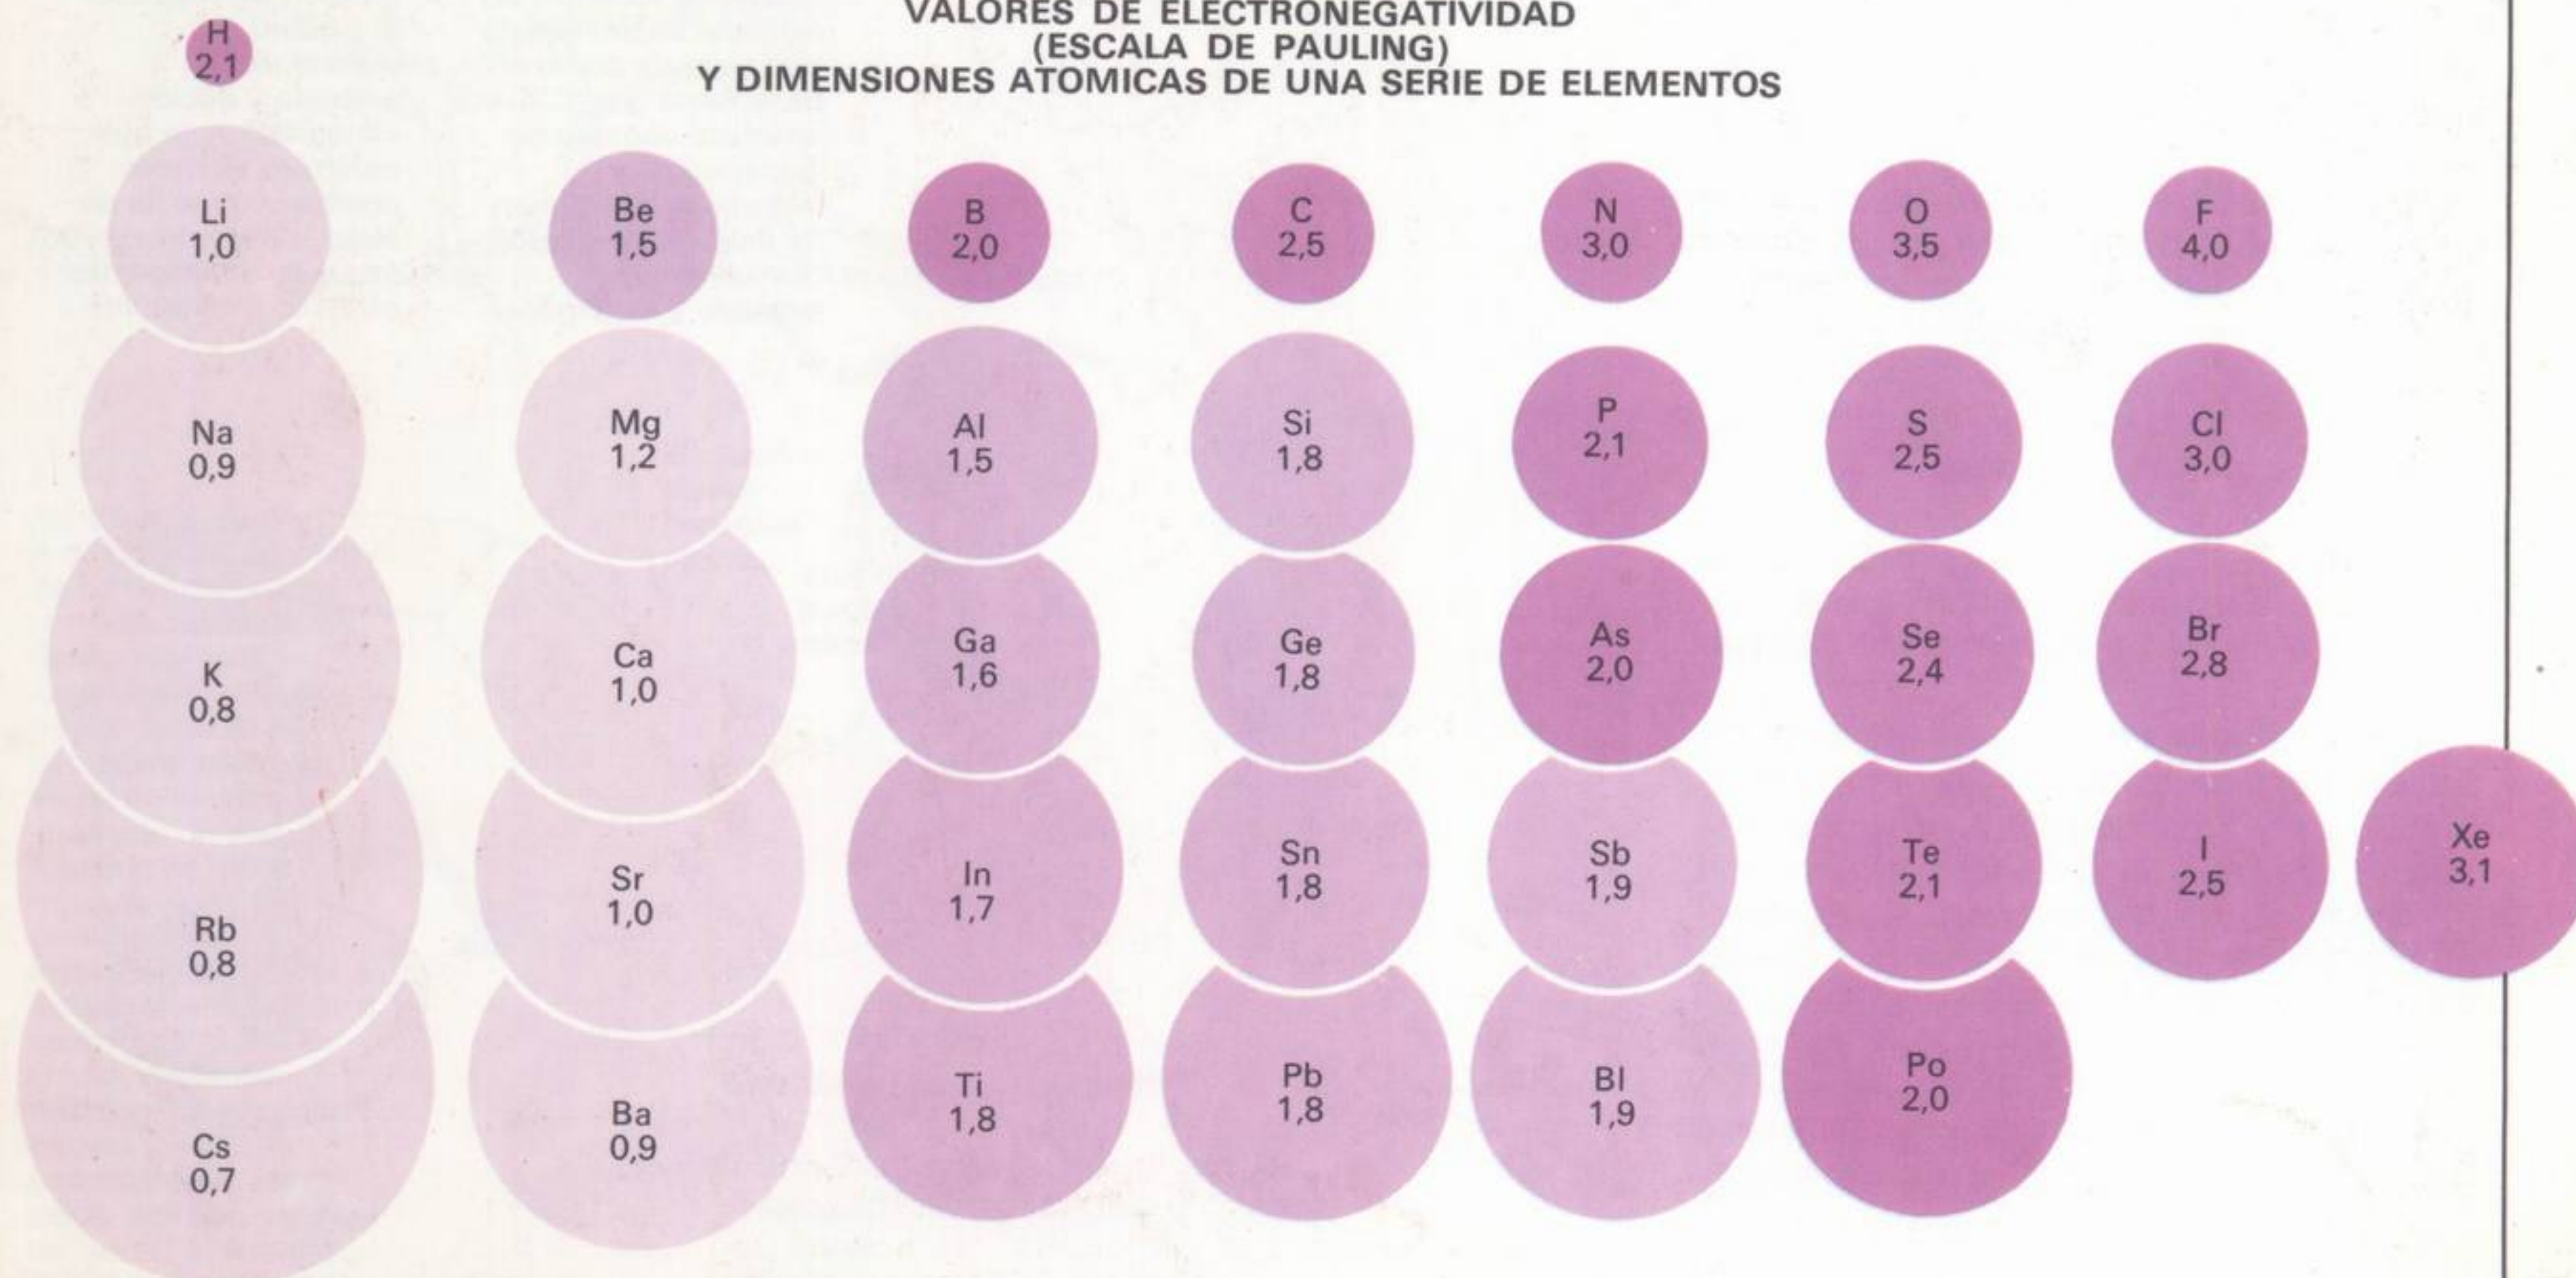 VALORES DE ELECTRONEGATIVIDAD
(ESCALA DE PAULING)
Y DIMENSIONES ATOMICAS DE UNA SERIE DE ELEMENTOS
H
2,1
Li
1,0
Be
1,5
B
2,0
C
2,5
N
3,0
O
3,5
F
4,0
Na
0,9
Mg
1,2
Al
1,5
Si
1,8
P
2,1
S
2,5
Cl
3,0
K
0,8
Ca
1,0
Ga
1,6
Ge
1,8
As
2,0
Se
2,4
Br
2,8
Rb
0,8
Sr
1,0
In
1,7
Sn
1,8
Sb
1,9
Te
2,1
I
2,5
Xe
3,1
Cs
0,7
Ba
0,9
Ti
1,8
Pb
1,8
BI
1,9
Po
2,0